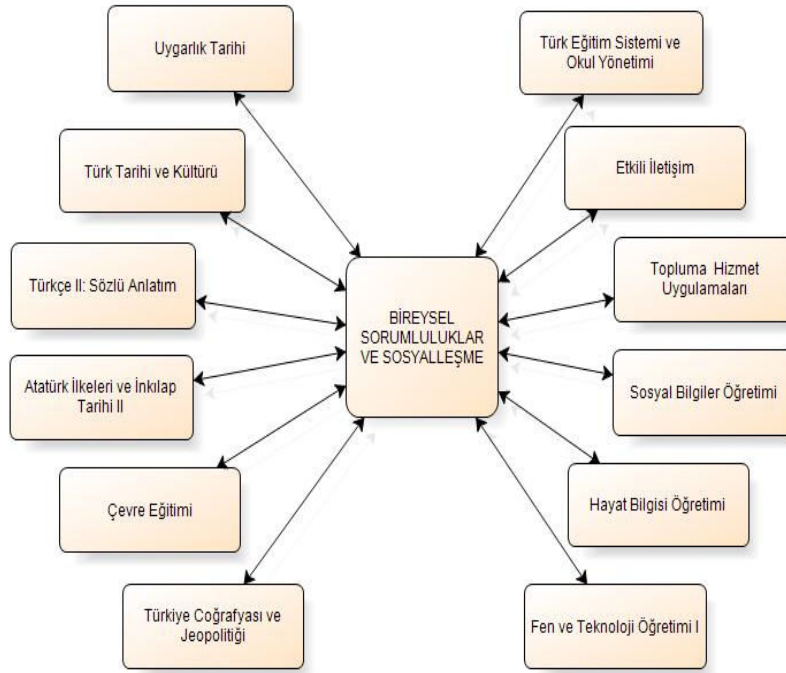 Uygarlık Tarihi
Türk Eğitim Sistemi ve
Okul Yönetimi
Türk Tarihi ve Kültürü
Etkili İletişim
Türkçe II: Sözlü Anlatım
Topluma Hizmet
Uygulamaları
BİREYSEL
SORUMLULUKLAR
VE SOSYALLEŞME
Atatürk İlkeleri ve İnkılap
Tarihi II
Sosyal Bilgiler Öğretimi
Çevre Eğitimi
Hayat Bilgisi Öğretimi
Türkiye Coğrafyası ve
Jeopolitiği
Fen ve Teknoloji Öğretimi I